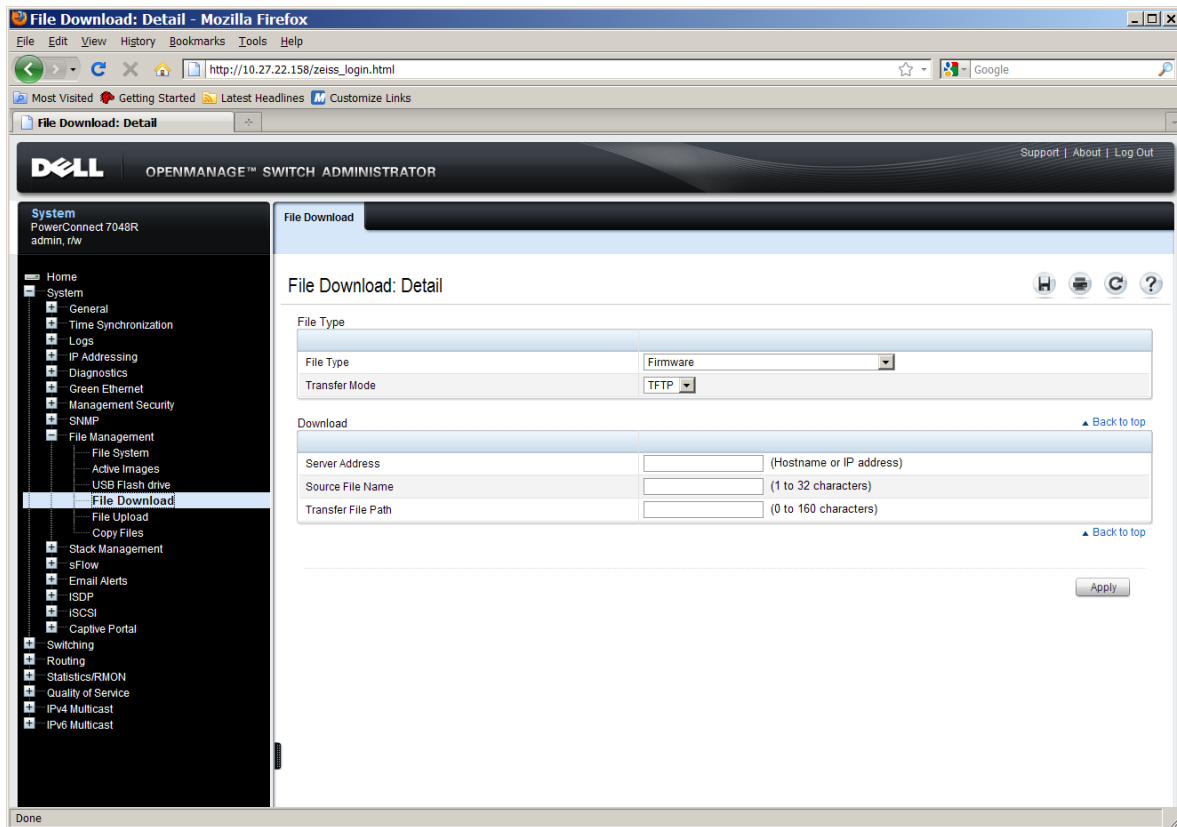 File Download: Detail - Mozilla Firefox
File Edit View History Bookmarks Tools Help
http://10.27.22.158/zeiss_login.html
Google
Most Visited Getting Started Latest Headlines Customize Links
File Download: Detail
DELL OPENMANAGE™ SWITCH ADMINISTRATOR
Support | About | Log Out
System
PowerConnect 7048R
admin, r/w
Home
System
General
Time Synchronization
Logs
IP Addressing
Diagnostics
Green Ethernet
Management Security
SNMP
File Management
File System
Active Images
USB Flash drive
File Download
File Upload
Copy Files
Stack Management
sFlow
Email Alerts
ISDP
iSCSI
Captive Portal
Switching
Routing
Statistics/RMON
Quality of Service
IPv4 Multicast
IPv6 Multicast
File Download
File Download: Detail
File Type
File Type Firmware
Transfer Mode TFTP
Download Back to top
Server Address (Hostname or IP address)
Source File Name (1 to 32 characters)
Transfer File Path (0 to 160 characters)
Back to top
Apply
Done